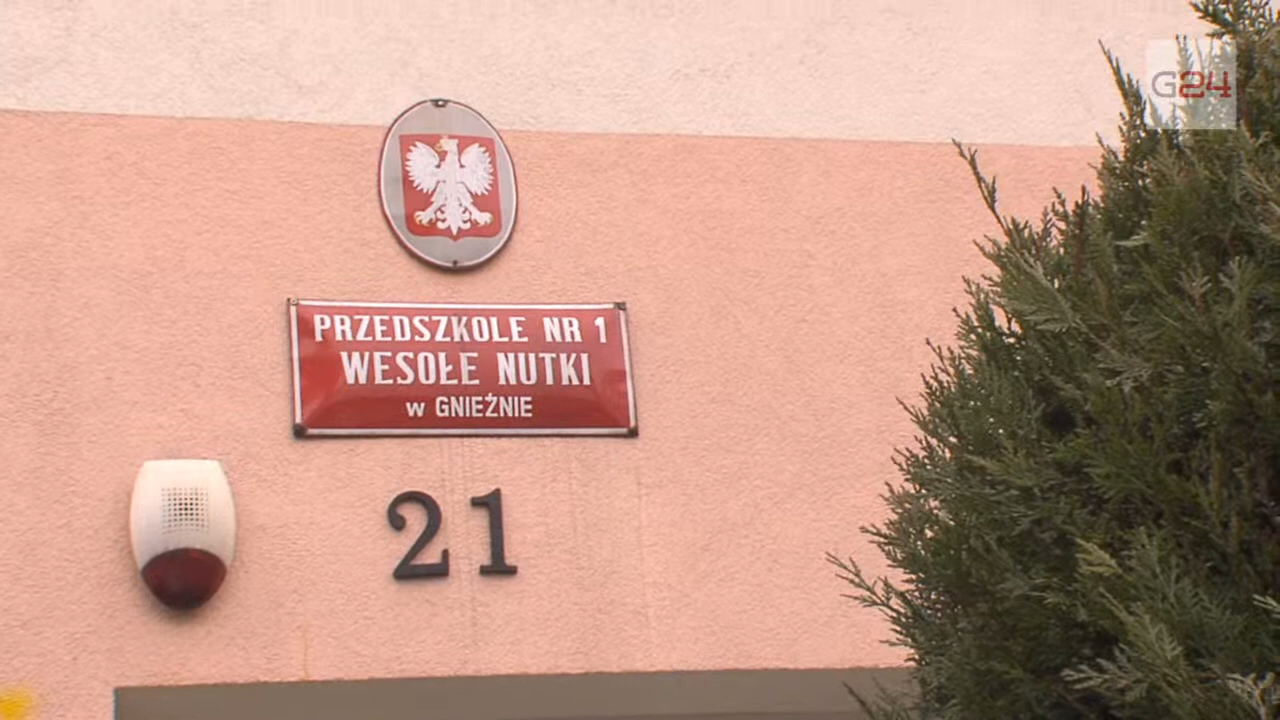 G24
PRZEDSZKOLE NR 1
WESOŁE NUTKI
w GNIEŹNIE
21